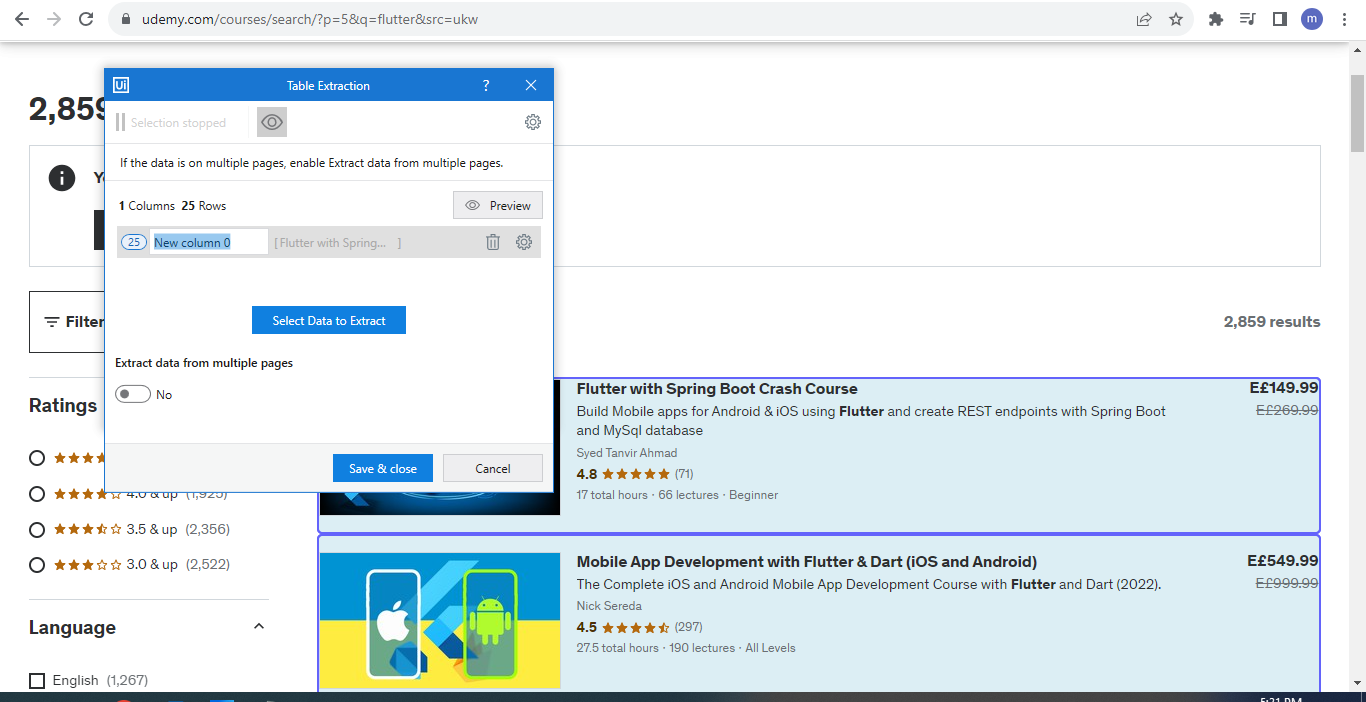 udemy.com/courses/search/?p=5&q=flutter&src=ukw
m
2,859
Ui
Table Extraction
?
Selection stopped
If the data is on multiple pages, enable Extract data from multiple pages.
1 Columns 25 Rows
Preview
25 New column 0 [ Flutter with Spring... ]
Select Data to Extract
Extract data from multiple pages
No
Save & close
Cancel
Filter
2,859 results
Ratings
4.0 & up (1,925)
3.5 & up (2,356)
3.0 & up (2,522)
Language
English (1,267)
Flutter with Spring Boot Crash Course
E£149.99
Build Mobile apps for Android & iOS using Flutter and create REST endpoints with Spring Boot
E£269.99
and MySql database
Syed Tanvir Ahmad
4.8 (71)
17 total hours · 66 lectures · Beginner
Mobile App Development with Flutter & Dart (iOS and Android)
E£549.99
The Complete iOS and Android Mobile App Development Course with Flutter and Dart (2022).
E£999.99
Nick Sereda
4.5 (297)
27.5 total hours · 190 lectures · All Levels